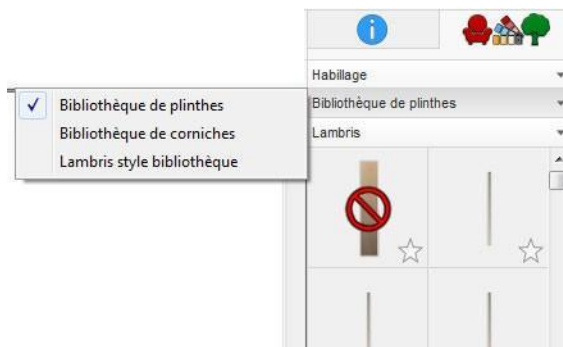 Habillage
Bibliothèque de plinthes
Lambris
✓ Bibliothèque de plinthes
Bibliothèque de corniches
Lambris style bibliothèque